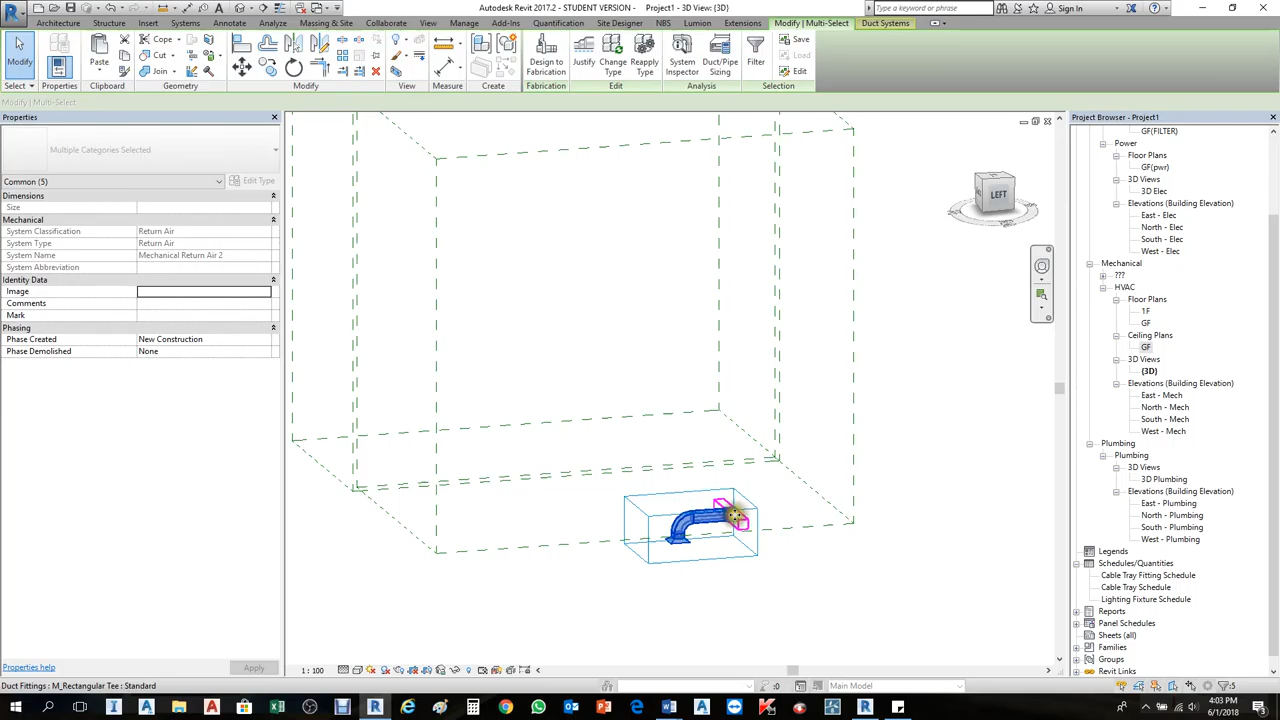 Autodesk Revit 2017.2 - STUDENT VERSION - Project1 - 3D View: {3D}
Type a keyword or phrase
Sign In
Architecture Structure Insert Systems Annotate Analyze Massing & Site Collaborate View Manage Add-Ins Quantification Site Designer NBS Lumion Extensions Modify | Multi-Select Duct Systems
Modify
Paste
Cope
Cut
Join
Design to Fabrication
Justify
Change Type
Reapply Type
System Inspector
Duct/Pipe Sizing
Filter
Save
Load
Edit
Select Properties Clipboard Geometry Modify View Measure Create Fabrication Edit Analysis Selection
Modify | Multi-Select
Properties
Multiple Categories Selected
Common (5)
Edit Type
Dimensions
Size
Mechanical
System Classification Return Air
System Type Return Air
System Name Mechanical Return Air 2
System Abbreviation
Identity Data
Image
Comments
Mark
Phasing
Phase Created New Construction
Phase Demolished None
Properties help
Apply
LEFT
1 : 100
Project Browser - Project1
GF(FILTER)
Power
Floor Plans
GF(pwr)
3D Views
3D Elec
Elevations (Building Elevation)
East - Elec
North - Elec
South - Elec
West - Elec
Mechanical
???
HVAC
Floor Plans
1F
GF
Ceiling Plans
GF
3D Views
{3D}
Elevations (Building Elevation)
East - Mech
North - Mech
South - Mech
West - Mech
Plumbing
Plumbing
3D Views
3D Plumbing
Elevations (Building Elevation)
East - Plumbing
North - Plumbing
South - Plumbing
West - Plumbing
Legends
Schedules/Quantities
Cable Tray Fitting Schedule
Cable Tray Schedule
Lighting Fixture Schedule
Reports
Panel Schedules
Sheets (all)
Families
Groups
Revit Links
Duct Fittings : M_Rectangular Tee : Standard
:0
Main Model
:5
4:03 PM
6/1/2018